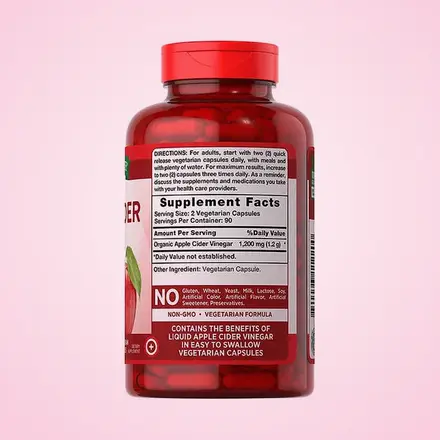 DIRECTIONS: For adults, start with two (2) quick
release vegetarian capsules daily, with meals and
with plenty of water. For maximum results, increase
to two (2) capsules three times daily. As a reminder,
discuss the supplements and medications you take
with your health care providers.
Supplement Facts
Serving Size: 2 Vegetarian Capsules
Servings Per Container: 90
Amount Per Serving %Daily Value
Organic Apple Cider Vinegar 1,200 mg (1.2 g) *
*Daily Value not established.
Other Ingredient: Vegetarian Capsule.
NO Gluten, Wheat, Yeast, Milk, Lactose, Soy,
Artificial Color, Artificial Flavor, Artificial
Sweetener, Preservatives.
NON-GMO • VEGETARIAN FORMULA
CONTAINS THE BENEFITS OF
LIQUID APPLE CIDER VINEGAR
IN EASY TO SWALLOW
VEGETARIAN CAPSULES
DER